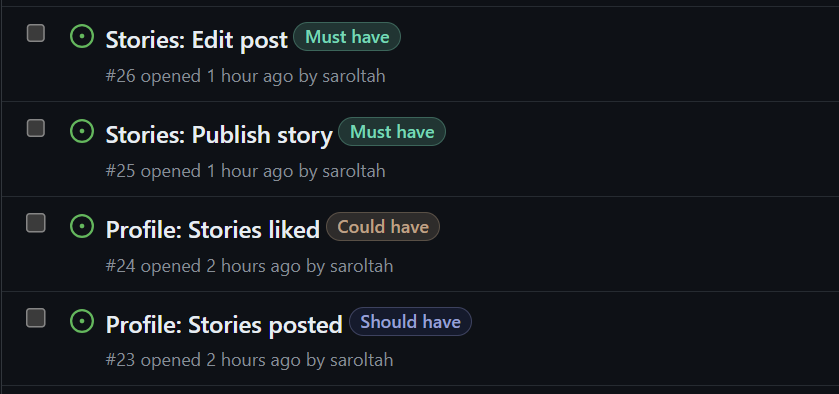 Stories: Edit post Must have
#26 opened 1 hour ago by saroltah
Stories: Publish story Must have
#25 opened 1 hour ago by saroltah
Profile: Stories liked Could have
#24 opened 2 hours ago by saroltah
Profile: Stories posted Should have
#23 opened 2 hours ago by saroltah